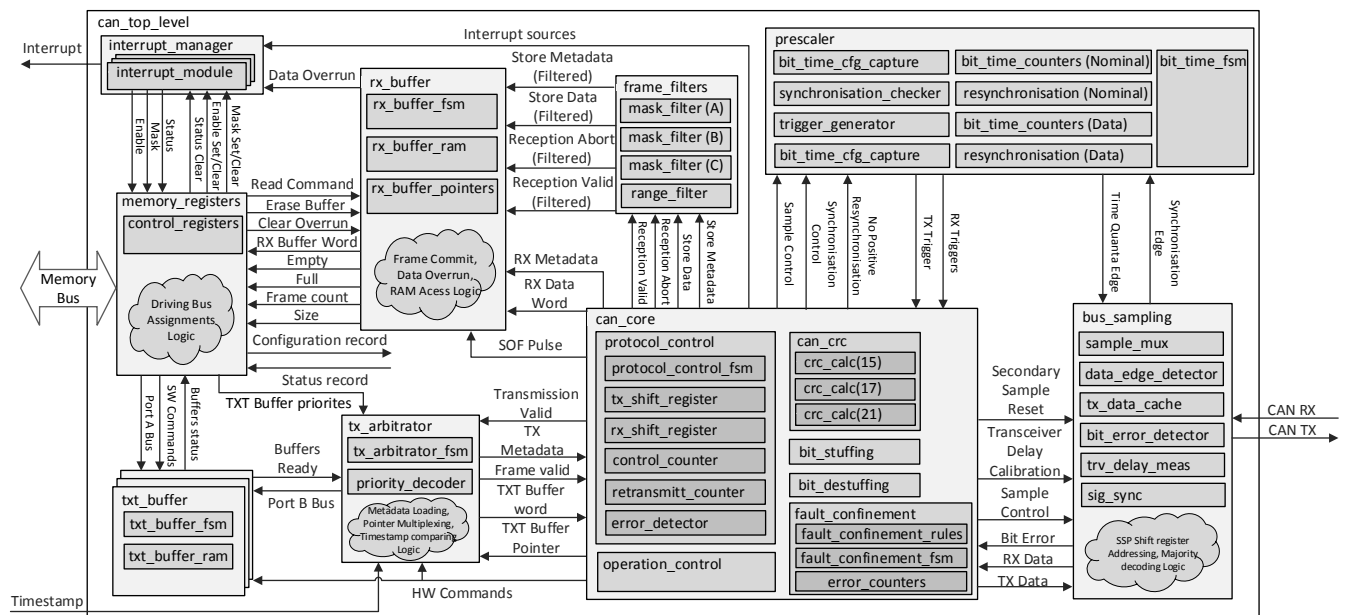 can_top_level
Interrupt
interrupt_manager
interrupt_module
Interrupt sources
Data Overrun
Enable
Mask
Status
Status Clear
Enable Set/Clear
Mask Set/Clear
rx_buffer
rx_buffer_fsm
rx_buffer_ram
rx_buffer_pointers
Frame Commit,
Data Overrun,
RAM Acess Logic
Store Metadata
(Filtered)
Store Data
(Filtered)
Reception Abort
(Filtered)
Reception Valid
(Filtered)
frame_filters
mask_filter (A)
mask_filter (B)
mask_filter (C)
range_filter
Reception Valid
Reception Abort
Store Data
Store Metadata
prescaler
bit_time_cfg_capture
synchronisation_checker
trigger_generator
bit_time_cfg_capture
bit_time_counters (Nominal)
resynchronisation (Nominal)
bit_time_counters (Data)
resynchronisation (Data)
bit_time_fsm
Sample Control
Synchronisation
Control
No Positive
Resynchronisation
TX Trigger
RX Triggers
Time Quanta Edge
Synchronisation
Edge
memory_registers
control_registers
Driving Bus
Assignments
Logic
Memory
Bus
Read Command
Erase Buffer
Clear Overrun
RX Buffer Word
Empty
Full
Frame count
Size
Configuration record
Status record
TXT Buffer priorites
RX Metadata
RX Data
Word
SOF Pulse
Port A Bus
SW Commands
Buffers status
txt_buffer
txt_buffer_fsm
txt_buffer_ram
Buffers
Ready
Port B Bus
tx_arbitrator
tx_arbitrator_fsm
priority_decoder
Metadata Loading,
Pointer Multiplexing,
Timestamp comparing
Logic
Transmission
Valid
TX
Metadata
Frame valid
TXT Buffer
word
TXT Buffer
Pointer
HW Commands
Timestamp
can_core
protocol_control
protocol_control_fsm
tx_shift_register
rx_shift_register
control_counter
retransmitt_counter
error_detector
operation_control
can_crc
crc_calc(15)
crc_calc(17)
crc_calc(21)
bit_stuffing
bit_destuffing
fault_confinement
fault_confinement_rules
fault_confinement_fsm
error_counters
Secondary
Sample
Reset
Transceiver
Delay
Calibration
Sample
Control
Bit Error
RX Data
TX Data
bus_sampling
sample_mux
data_edge_detector
tx_data_cache
bit_error_detector
trv_delay_meas
sig_sync
SSP Shift register
Addressing, Majority
decoding Logic
CAN RX
CAN TX